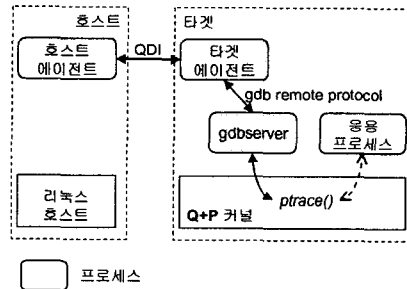 호스트
타겟
호스트
에이전트
QDI
타겟
에이전트
gdb remote protocol
gdbserver
응용
프로세스
리눅스
호스트
ptrace()
Q+P 커널
프로세스